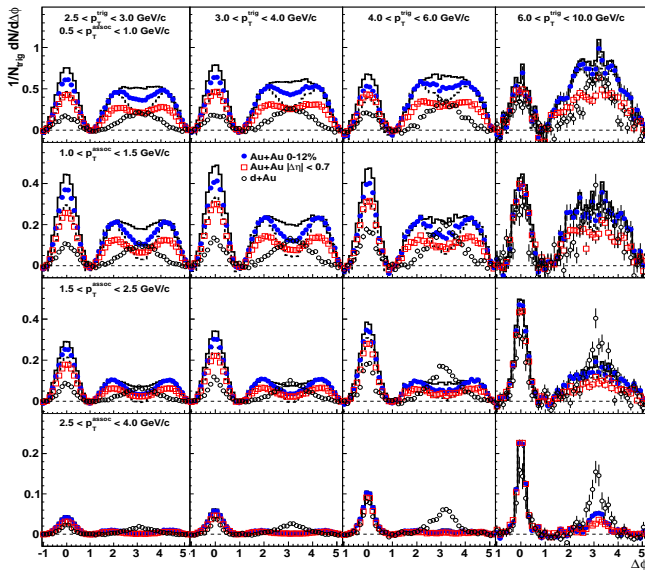 2.5 < p_T^trig < 3.0 GeV/c
0.5 < p_T^assoc < 1.0 GeV/c
3.0 < p_T^trig < 4.0 GeV/c
4.0 < p_T^trig < 6.0 GeV/c
6.0 < p_T^trig < 10.0 GeV/c
1/N_trig dN/dΔϕ
1
0.5
0
1.0 < p_T^assoc < 1.5 GeV/c
Au+Au 0-12%
Au+Au |Δη| < 0.7
d+Au
0.4
0.2
0
1.5 < p_T^assoc < 2.5 GeV/c
0.4
0.2
0
2.5 < p_T^assoc < 4.0 GeV/c
0.2
0.1
0
-1 0 1 2 3 4 5 1 0 1 2 3 4 5 1 0 1 2 3 4 5 1 0 1 2 3 4 5
Δϕ